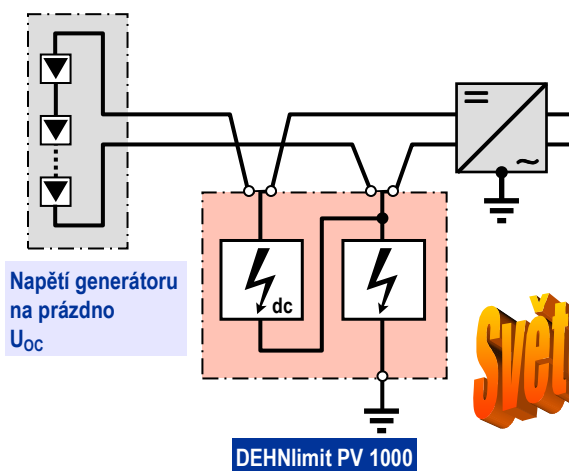 Napětí generátoru
na prázdno
UOC
dc
DEHNlimit PV 1000
Svět